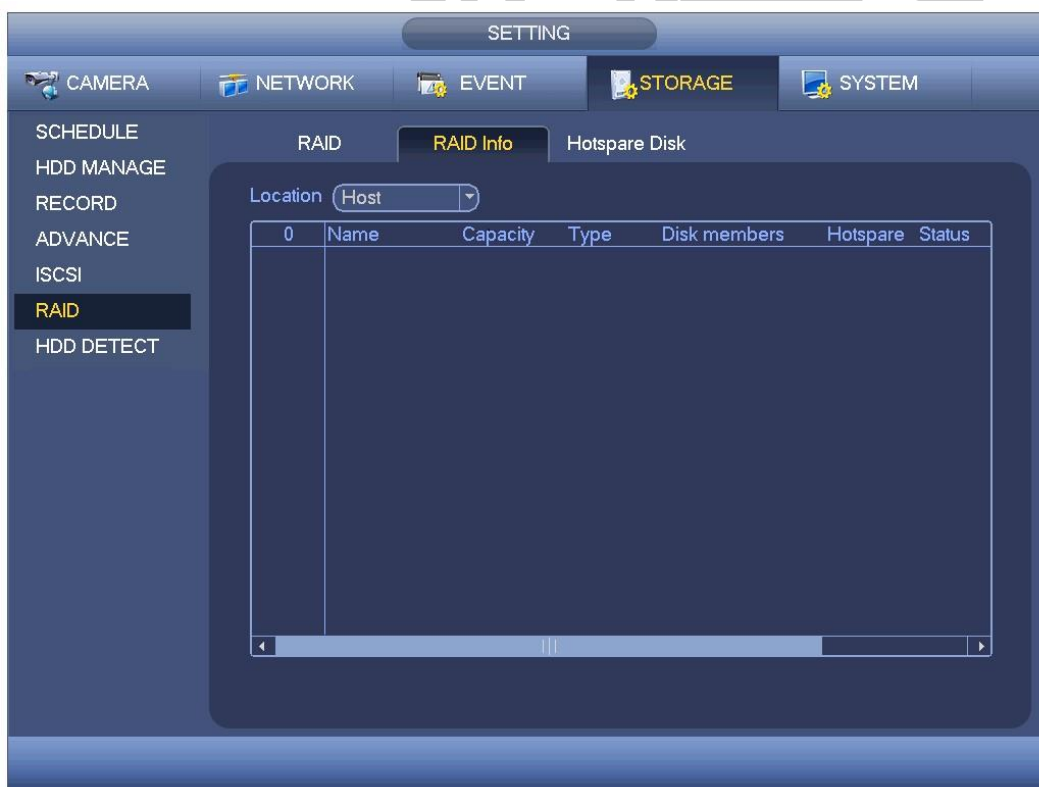 SETTING
CAMERA NETWORK EVENT STORAGE SYSTEM
SCHEDULE
HDD MANAGE
RECORD
ADVANCE
ISCSI
RAID
HDD DETECT
RAID RAID Info Hotspare Disk
Location Host
0 Name Capacity Type Disk members Hotspare Status